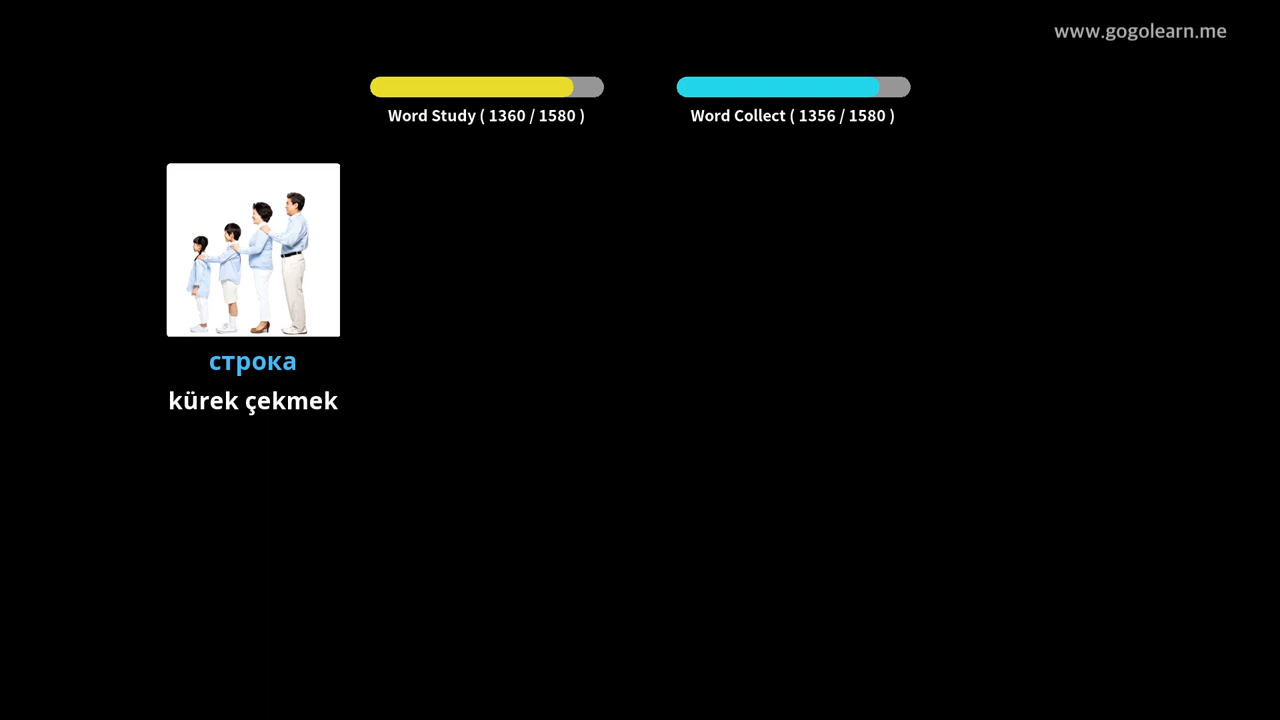 www.gogolearn.me
Word Study ( 1360 / 1580 )
Word Collect ( 1356 / 1580 )
строка
kürek çekmek